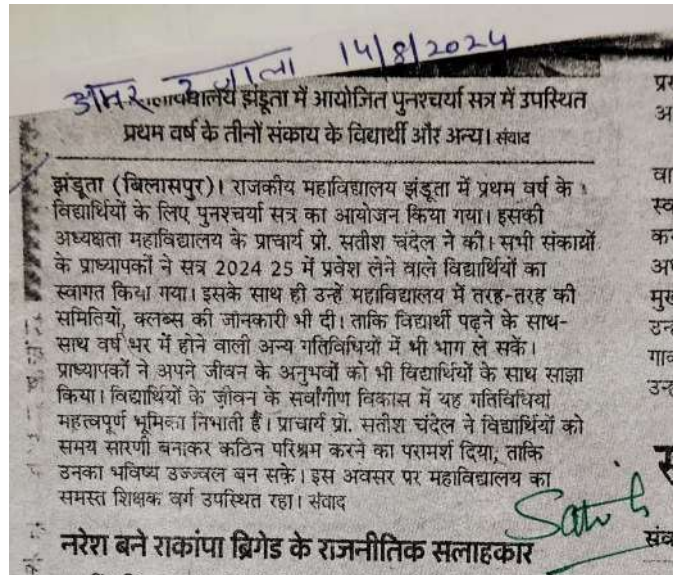 अमर उजाला 14/8/2024
झंडूता में आयोजित पुनश्चर्या सत्र में उपस्थित
प्रथम वर्ष के तीनों संकाय के विद्यार्थी और अन्य। संवाद
झंडूता (बिलासपुर)। राजकीय महाविद्यालय झंडूता में प्रथम वर्ष के
विद्यार्थियों के लिए पुनश्चर्या सत्र का आयोजन किया गया। इसकी
अध्यक्षता महाविद्यालय के प्राचार्य प्रो. सतीश चंदेल ने की। सभी संकायों
के प्राध्यापकों ने सत्र 2024 25 में प्रवेश लेने वाले विद्यार्थियों का
स्वागत किया गया। इसके साथ ही उन्हें महाविद्यालय में तरह-तरह की
समितियों, क्लब्स की जानकारी भी दी। ताकि विद्यार्थी पढ़ने के साथ-
साथ वर्ष भर में होने वाली अन्य गतिविधियों में भी भाग ले सकें।
प्राध्यापकों ने अपने जीवन के अनुभवों को भी विद्यार्थियों के साथ साझा
किया। विद्यार्थियों के जीवन के सर्वांगीण विकास में यह गतिविधियां
महत्वपूर्ण भूमिका निभाती हैं। प्राचार्य प्रो. सतीश चंदेल ने विद्यार्थियों को
समय सारणी बनाकर कठिन परिश्रम करने का परामर्श दिया, ताकि
उनका भविष्य उज्ज्वल बन सके। इस अवसर पर महाविद्यालय का
समस्त शिक्षक वर्ग उपस्थित रहा। संवाद
नरेश बने राकांपा ब्रिगेड के राजनीतिक सलाहकार